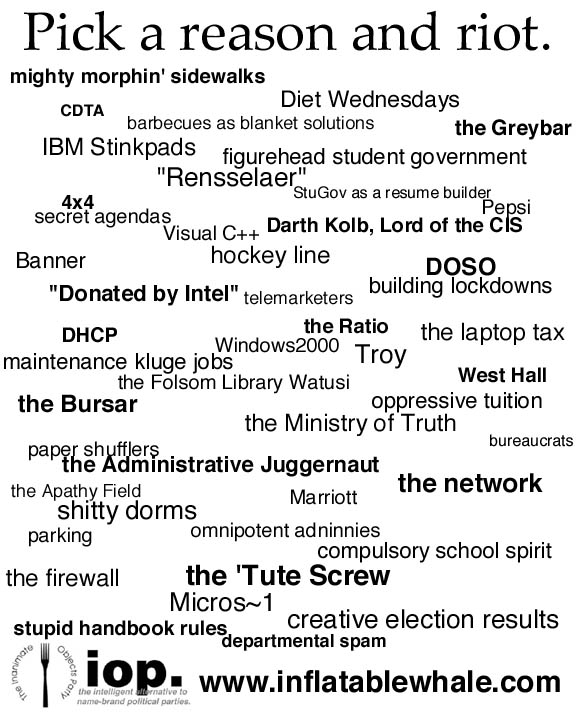 Pick a reason and riot.
mighty morphin' sidewalks
Diet Wednesdays
CDTA
barbecues as blanket solutions
the Greybar
IBM Stinkpads
figurehead student government
"Rensselaer"
StuGov as a resume builder
4x4
Pepsi
secret agendas
Visual C++
Darth Kolb, Lord of the CIS
Banner
hockey line
DOSO
"Donated by Intel"
telemarketers
building lockdowns
DHCP
the Ratio
the laptop tax
Windows2000
Troy
maintenance kluge jobs
the Folsom Library Watusi
West Hall
the Bursar
oppressive tuition
the Ministry of Truth
bureaucrats
paper shufflers
the Administrative Juggernaut
the network
the Apathy Field
Marriott
shitty dorms
parking
omnipotent adninnies
compulsory school spirit
the firewall
the 'Tute Screw
Micros~1
creative election results
stupid handbook rules
departmental spam
The Inanimate Objects Party
iop.
the intelligent alternative to
name-brand political parties.
www.inflatablewhale.com